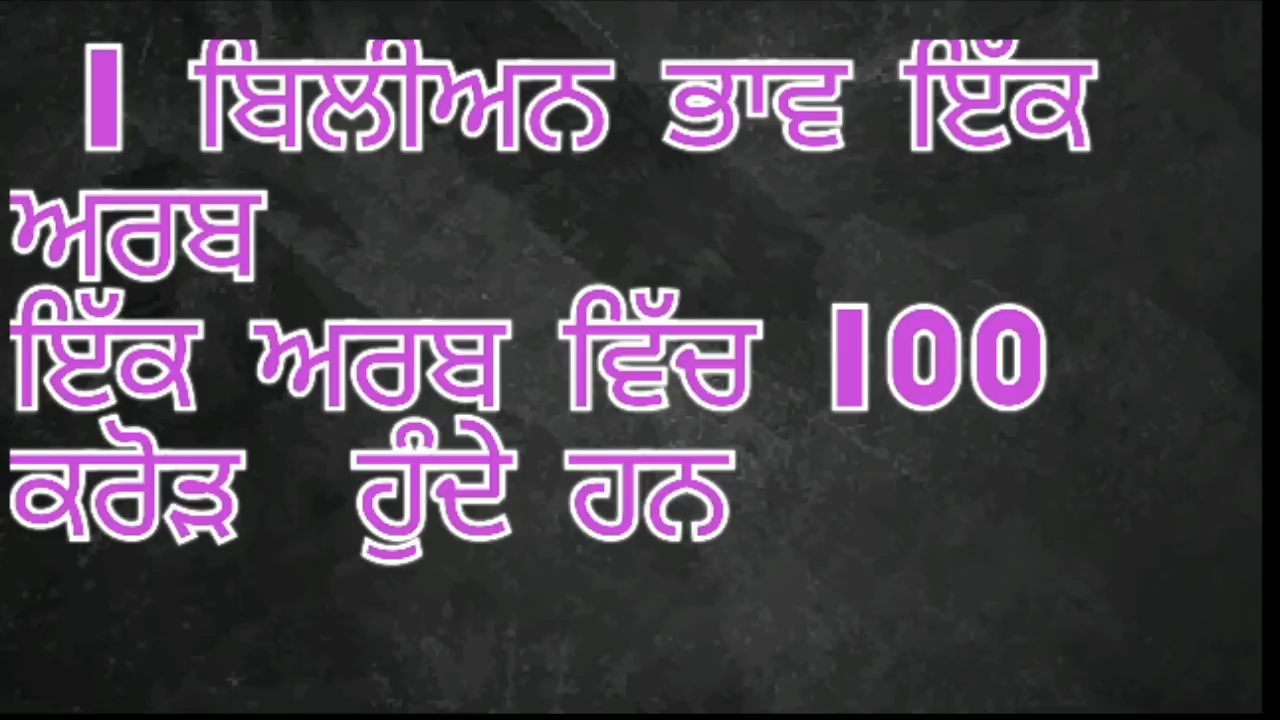 1 ਬਿਲੀਅਨ ਭਾਵ ਇੱਕ
ਅਰਬ
ਇੱਕ ਅਰਬ ਵਿੱਚ 100
ਕਰੋੜ ਹੁੰਦੇ ਹਨ